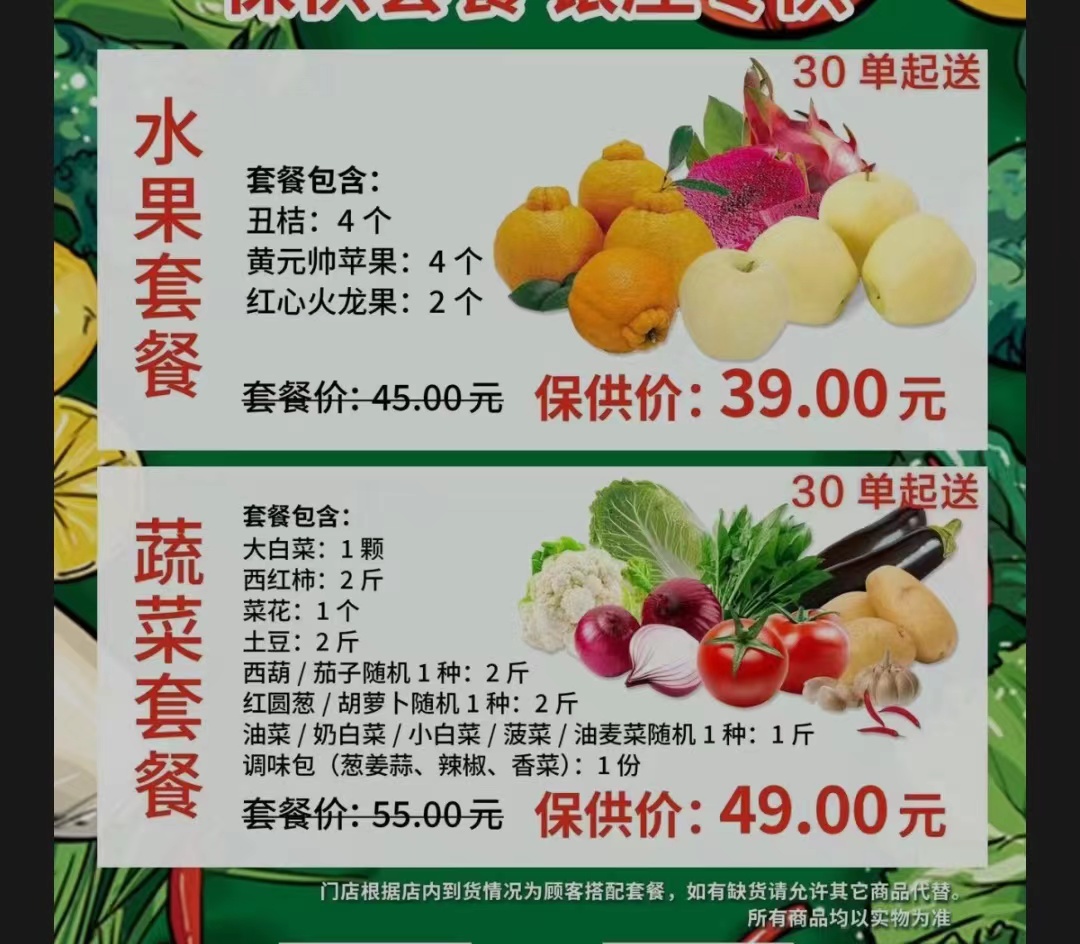 保供套餐 银座专供
30 单起送
水果套餐
套餐包含：
丑桔：4 个
黄元帅苹果：4 个
红心火龙果：2 个
套餐价：45.00 元
保供价：39.00 元
30 单起送
蔬菜套餐
套餐包含：
大白菜：1 颗
西红柿：2 斤
菜花：1 个
土豆：2 斤
西葫 / 茄子随机 1 种：2 斤
红圆葱 / 胡萝卜随机 1 种：2 斤
油菜 / 奶白菜 / 小白菜 / 菠菜 / 油麦菜随机 1 种：1 斤
调味包（葱姜蒜、辣椒、香菜）：1 份
套餐价：55.00 元
保供价：49.00 元
门店根据店内到货情况为顾客搭配套餐，如有缺货请允许其它商品代替。
所有商品均以实物为准